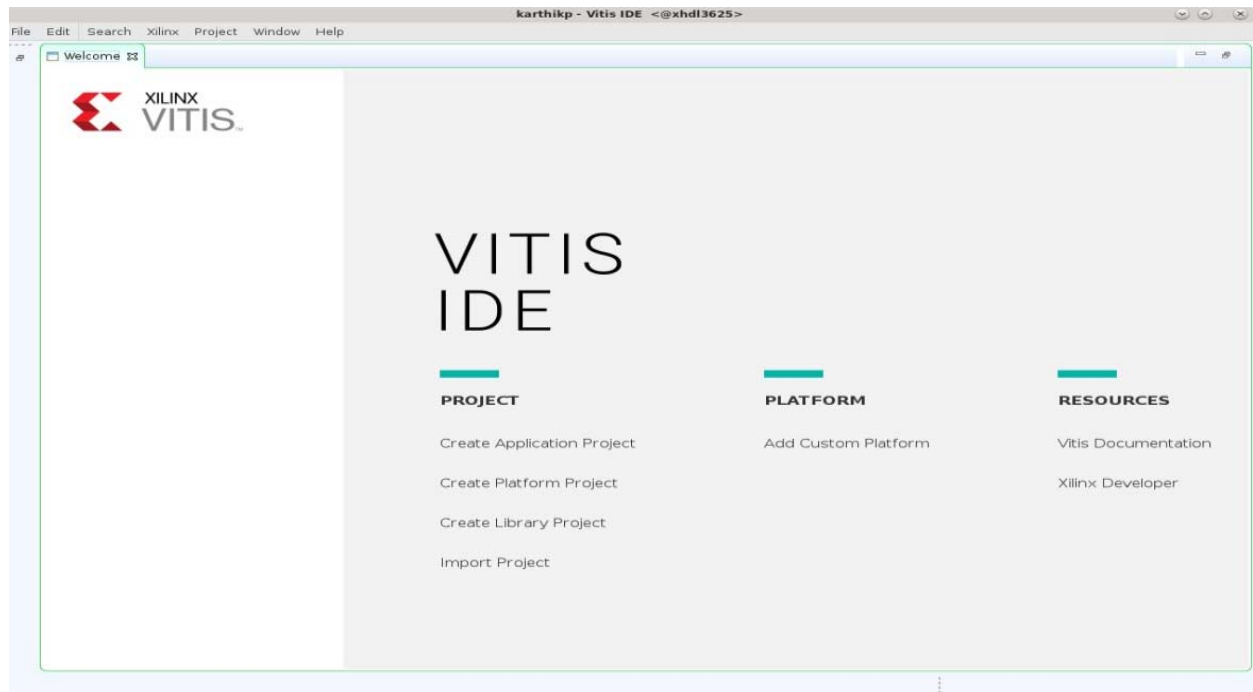 karthikp - Vitis IDE <@xhdl3625>
File Edit Search Xilinx Project Window Help
Welcome
XILINX
VITIS™
VITIS
IDE
PROJECT
Create Application Project
Create Platform Project
Create Library Project
Import Project
PLATFORM
Add Custom Platform
RESOURCES
Vitis Documentation
Xilinx Developer